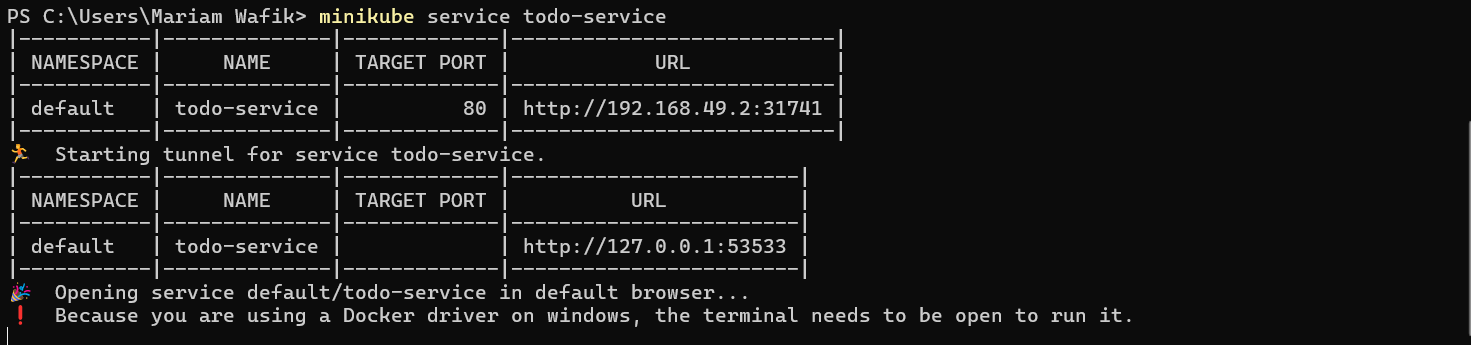 PS C:\Users\Mariam Wafik> minikube service todo-service
|-----------|--------------|-------------|---------------------------|
| NAMESPACE |     NAME     | TARGET PORT |            URL            |
|-----------|--------------|-------------|---------------------------|
| default   | todo-service |          80 | http://192.168.49.2:31741 |
|-----------|--------------|-------------|---------------------------|
🏃  Starting tunnel for service todo-service.
|-----------|--------------|-------------|------------------------|
| NAMESPACE |     NAME     | TARGET PORT |          URL           |
|-----------|--------------|-------------|------------------------|
| default   | todo-service |             | http://127.0.0.1:53533 |
|-----------|--------------|-------------|------------------------|
🎉  Opening service default/todo-service in default browser...
❗  Because you are using a Docker driver on windows, the terminal needs to be open to run it.